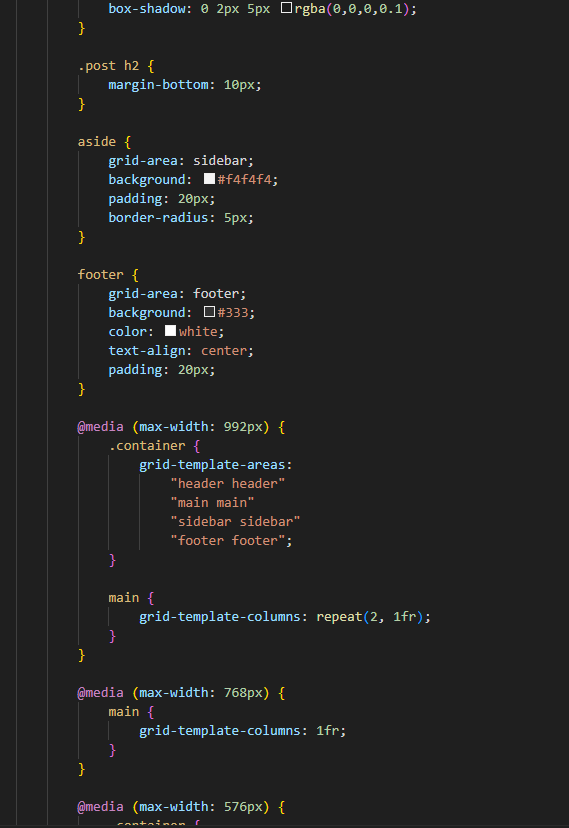 box-shadow: 0 2px 5px rgba(0,0,0,0.1);
}
.post h2 {
margin-bottom: 10px;
}
aside {
grid-area: sidebar;
background: #f4f4f4;
padding: 20px;
border-radius: 5px;
}
footer {
grid-area: footer;
background: #333;
color: white;
text-align: center;
padding: 20px;
}
@media (max-width: 992px) {
.container {
grid-template-areas:
"header header"
"main main"
"sidebar sidebar"
"footer footer";
}
main {
grid-template-columns: repeat(2, 1fr);
}
}
@media (max-width: 768px) {
main {
grid-template-columns: 1fr;
}
}
@media (max-width: 576px) {
.container {